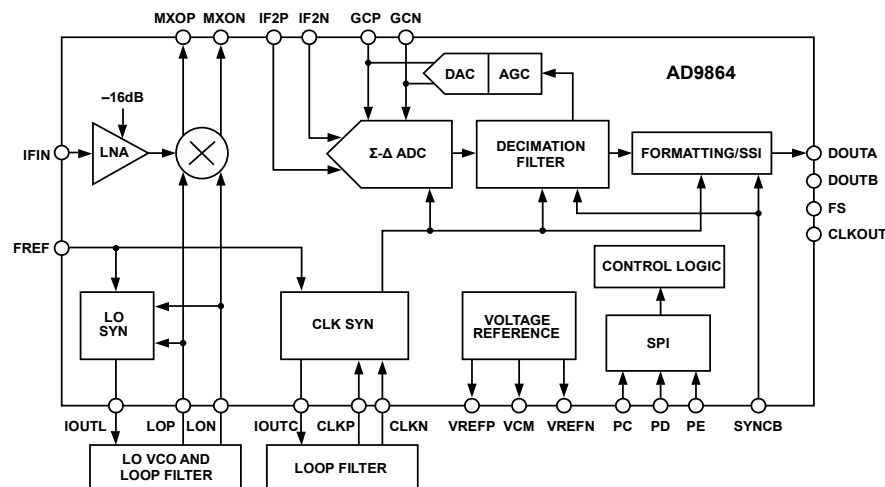 MXOP MXON IF2P IF2N GCP GCN
DAC AGC
AD9864
–16dB
IFIN
LNA
Σ-Δ ADC
DECIMATION
FILTER
FORMATTING/SSI
DOUTA
DOUTB
FS
CLKOUT
FREF
CONTROL LOGIC
LO
SYN
CLK SYN
VOLTAGE
REFERENCE
SPI
IOUTL LOP LON IOUTC CLKP CLKN VREFP VCM VREFN PC PD PE SYNCB
LO VCO AND
LOOP FILTER
LOOP FILTER